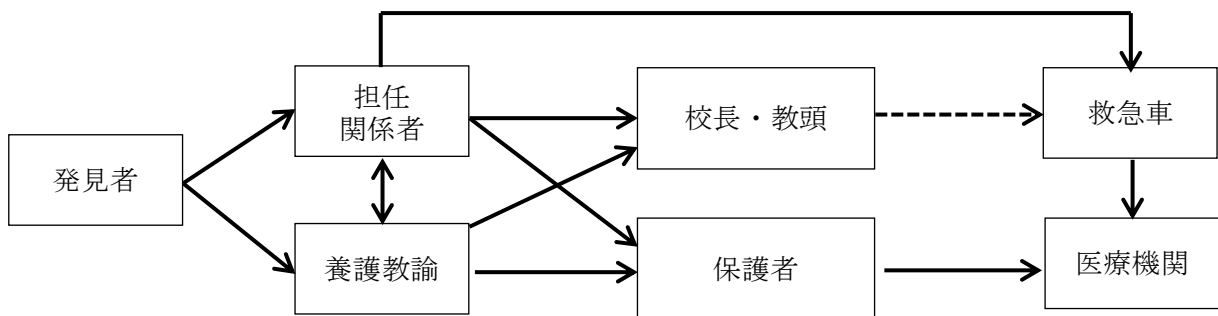 発見者
担任
関係者
養護教諭
校長・教頭
保護者
救急車
医療機関